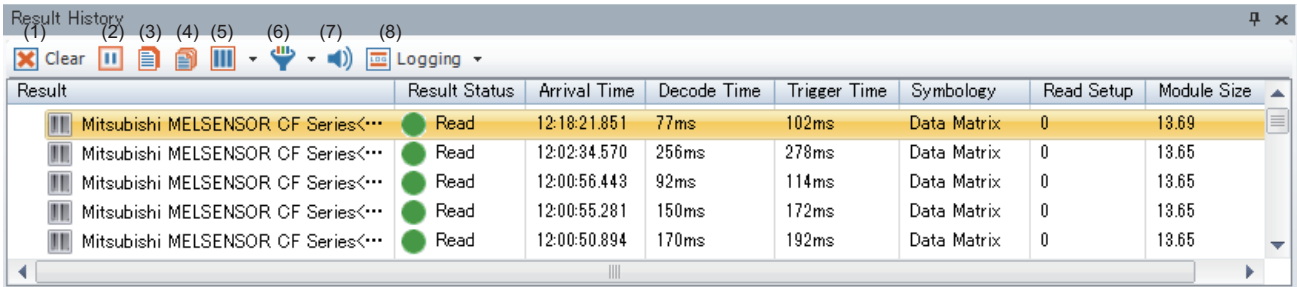 Result History
(1) (2) (3) (4) (5) (6) (7) (8)
Clear LOG Logging
Result Result Status Arrival Time Decode Time Trigger Time Symbology Read Setup Module Size
Mitsubishi MELSENSOR CF Series<··· Read 12:18:21.851 77ms 102ms Data Matrix 0 13.69
Mitsubishi MELSENSOR CF Series<··· Read 12:02:34.570 256ms 278ms Data Matrix 0 13.65
Mitsubishi MELSENSOR CF Series<··· Read 12:00:56.443 92ms 114ms Data Matrix 0 13.65
Mitsubishi MELSENSOR CF Series<··· Read 12:00:55.281 150ms 172ms Data Matrix 0 13.65
Mitsubishi MELSENSOR CF Series<··· Read 12:00:50.894 170ms 192ms Data Matrix 0 13.65